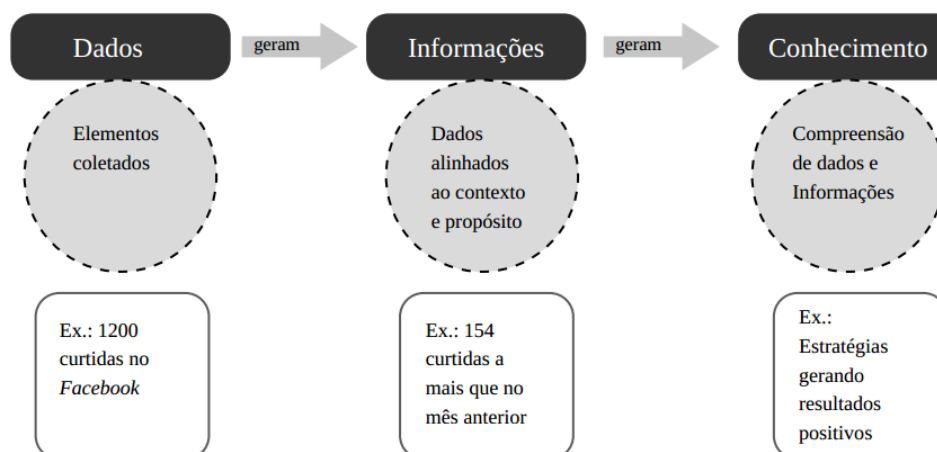 Dados
geram
Informações
geram
Conhecimento
Elementos
coletados
Dados
alinhados
ao contexto
e propósito
Compreensão
de dados e
Informações
Ex.: 1200
curtidas no
Facebook
Ex.: 154
curtidas a
mais que no
mês anterior
Ex.:
Estratégias
gerando
resultados
positivos